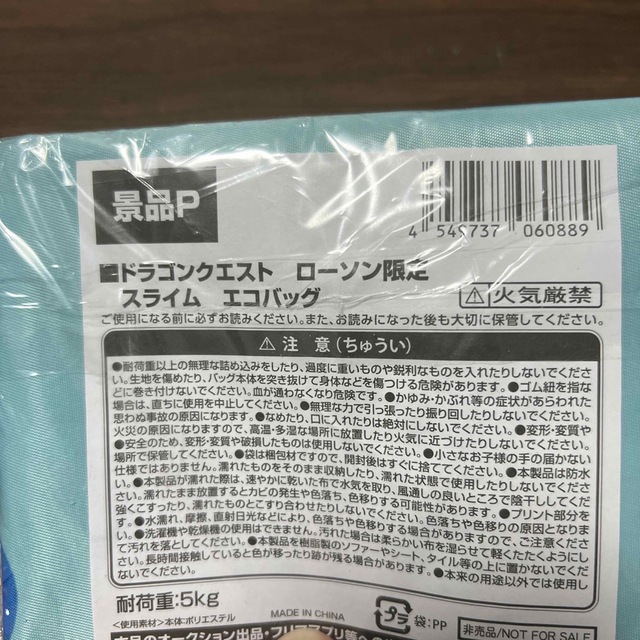 景品P
4 549737 060889
■ドラゴンクエスト ローソン限定
スライム エコバッグ
⚠火気厳禁
ご使用になる前に必ずお読みください。また、お読みになった後も大切に保管してください。
⚠ 注 意 (ちゅうい)
●耐荷重以上の無理な詰め込みをしたり、過度に重いものや鋭利なものを入れたりしないでくださ
い。生地を傷めたり、バッグ本体を突き抜けて身体などを傷つける危険があります。●ゴム紐を指な
どに巻き付けないでください。血が通わなくなり危険です。●かゆみ・かぶれ等の症状があらわれた
場合は、直ちに使用を中止してください。●無理な力で引っ張ったり振り回したりしないでください。
思わぬ事故の原因になります。●なめたり、口に入れたりは絶対にしないでください。●変形・変質や
火災の原因になりますので、高温・多湿な場所に放置したり火気に近づけたりしないでください。
●安全のため、変形・変質や破損したものは使用しないでください。●小さなお子様の手の届かない
場所で保管してください。●袋は梱包材ですので、開封後はすぐに捨ててください。●本製品は防水
仕様ではありません。濡れたものをそのまま収納したり、濡れた状態で使用したりしないでください。
●本製品が濡れた際は、速やかに乾いた布で水気を取り、風通しの良いところで陰干ししてくださ
い。濡れたまま放置するとカビの発生や色落ち、色移りする可能性があります。●プリント部分を
強くこすったり、濡れたものとこすり合わせたりしないでください。色落ちや色移りの原因となりま
す。●水濡れ、摩擦、直射日光などにより、色落ちや色移りする場合がありますので、ご注意くださ
い。●洗濯機や乾燥機の使用はできません。汚れた場合は柔らかい布を湿らせて軽くたたくようにし
て汚れを落としてください。●本製品を樹脂製のソファーやシート、タイル等の上に置かないでくださ
い。長時間接触していると色が移ったり跡が残る場合があります。●本来の用途以外では使用し
ないでください。
耐荷重:5kg
〈使用素材〉本体:ポリエステル
MADE IN CHINA
プラ
袋:PP
非売品/NOT FOR SALE
本品のオークション出品・フリマアプリ等への